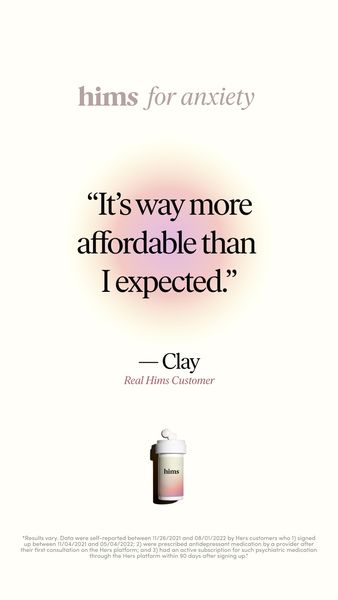 hims for anxiety
“It’s way more
affordable than
I expected.”
— Clay
Real Hims Customer
hims
*Results vary. Data were self-reported between 11/26/2021 and 08/01/2022 by Hers customers who 1) signed
up between 11/04/2021 and 05/04/2022; 2) were prescribed antidepressant medication by a provider after
their first consultation on the Hers platform; and 3) had an active subscription for such psychiatric medication
through the Hers platform within 90 days after signing up."